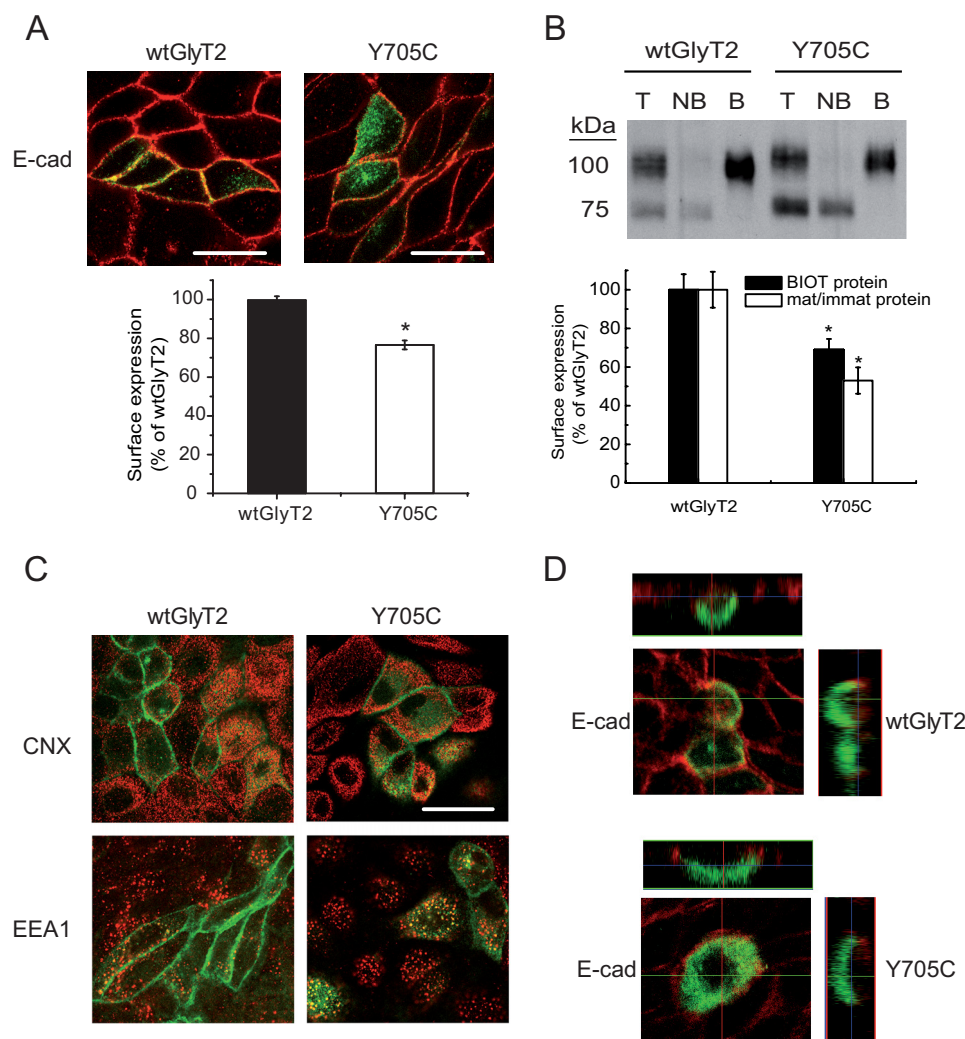 A
wtGlyT2 Y705C
E-cad
Surface expression
(% of wtGlyT2)
100
80
60
40
20
0
*
wtGlyT2 Y705C
B
wtGlyT2 Y705C
T NB B T NB B
kDa
100
75
Surface expression
(% of wtGlyT2)
100
80
60
40
20
0
BIOT protein
mat/immat protein
*
*
wtGlyT2 Y705C
C
wtGlyT2 Y705C
CNX
EEA1
D
E-cad wtGlyT2
E-cad Y705C